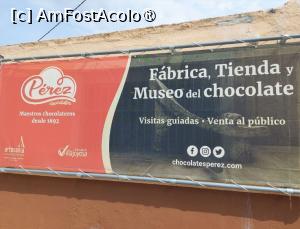 [c] AmFostAcolo®
Pérez
Maestros chocolateros
desde 1892
Fábrica, Tienda y
Museo del chocolate
Visitas guiadas • Venta al público
chocolatesperez.com